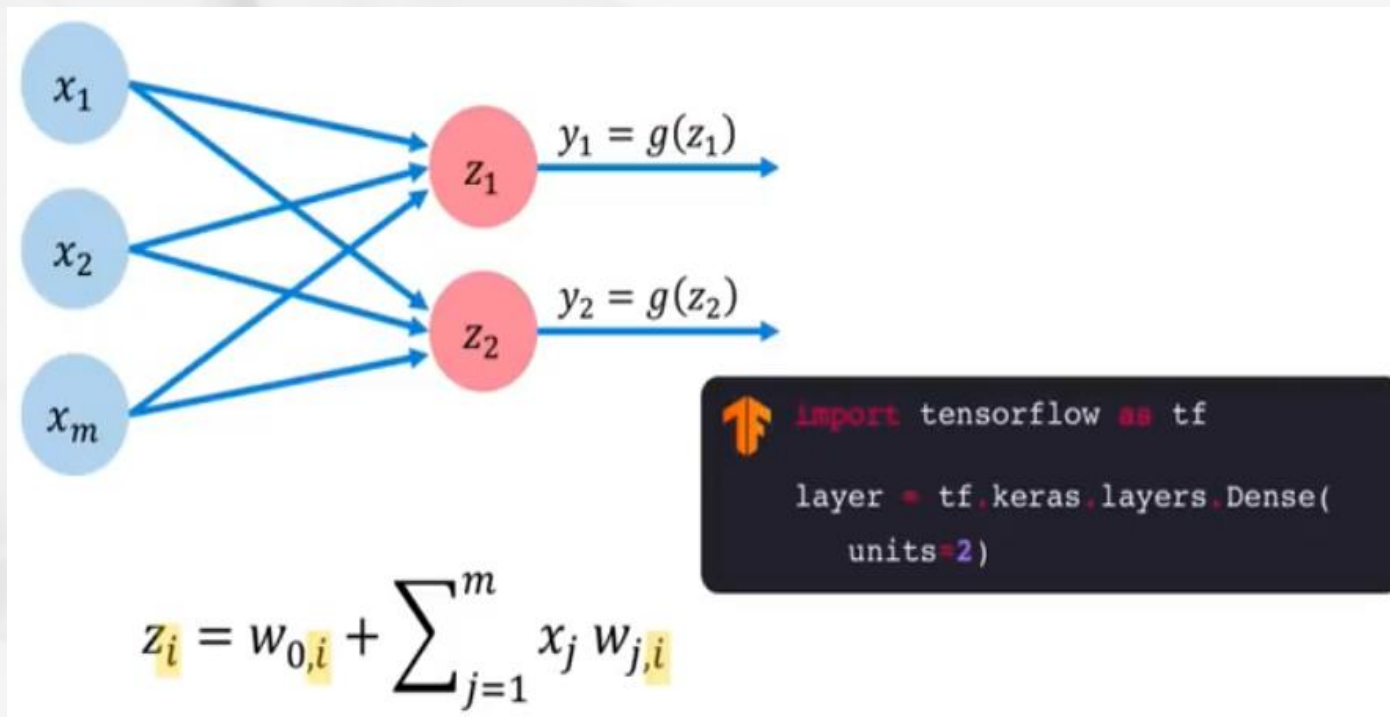 x₁
x₂
xₘ
z₁
z₂
y₁ = g(z₁)
y₂ = g(z₂)
import tensorflow as tf
layer = tf.keras.layers.Dense(
units=2)
zᵢ = w₀,ᵢ + ∑ⱼ₌₁ᵐ xⱼ wⱼ,ᵢ